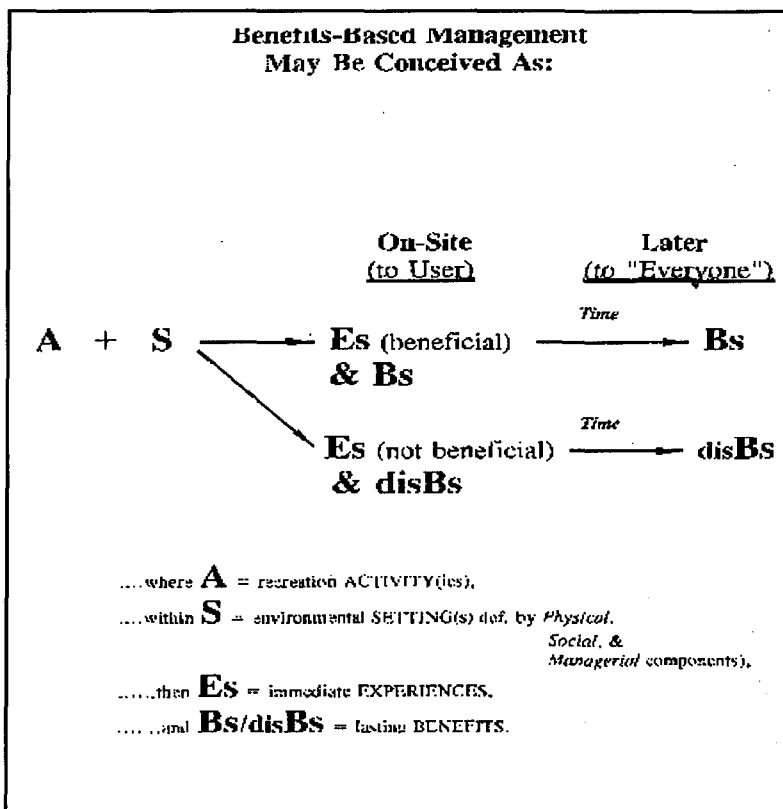 Benefits-Based Management
May Be Conceived As:
On-Site Later
(to User) (to "Everyone")
A + S Es (beneficial) Time Bs
& Bs
Es (not beneficial) Time disBs
& disBs
....where A = recreation ACTIVITY(ies),
....within S = environmental SETTING(s) def. by Physical,
Social, &
Managerial components),
......then Es = immediate EXPERIENCES,
......and Bs/disBs = lasting BENEFITS.